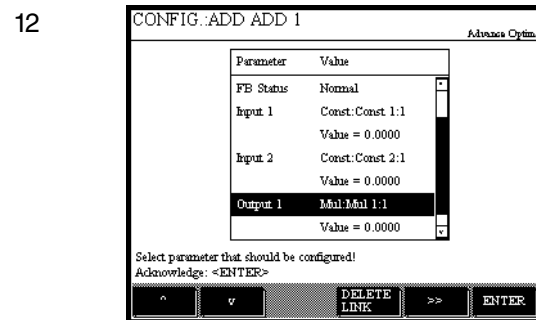 12
CONFIG.:ADD ADD 1
Advance Optim
Parameter Value
FB Status Normal
Input 1 Const:Const 1:1
Value = 0.0000
Input 2 Const:Const 2:1
Value = 0.0000
Output 1 Mul:Mul 1:1
Value = 0.0000
Select parameter that should be configured!
Acknowledge: <ENTER>
^ v DELETE LINK >> ENTER